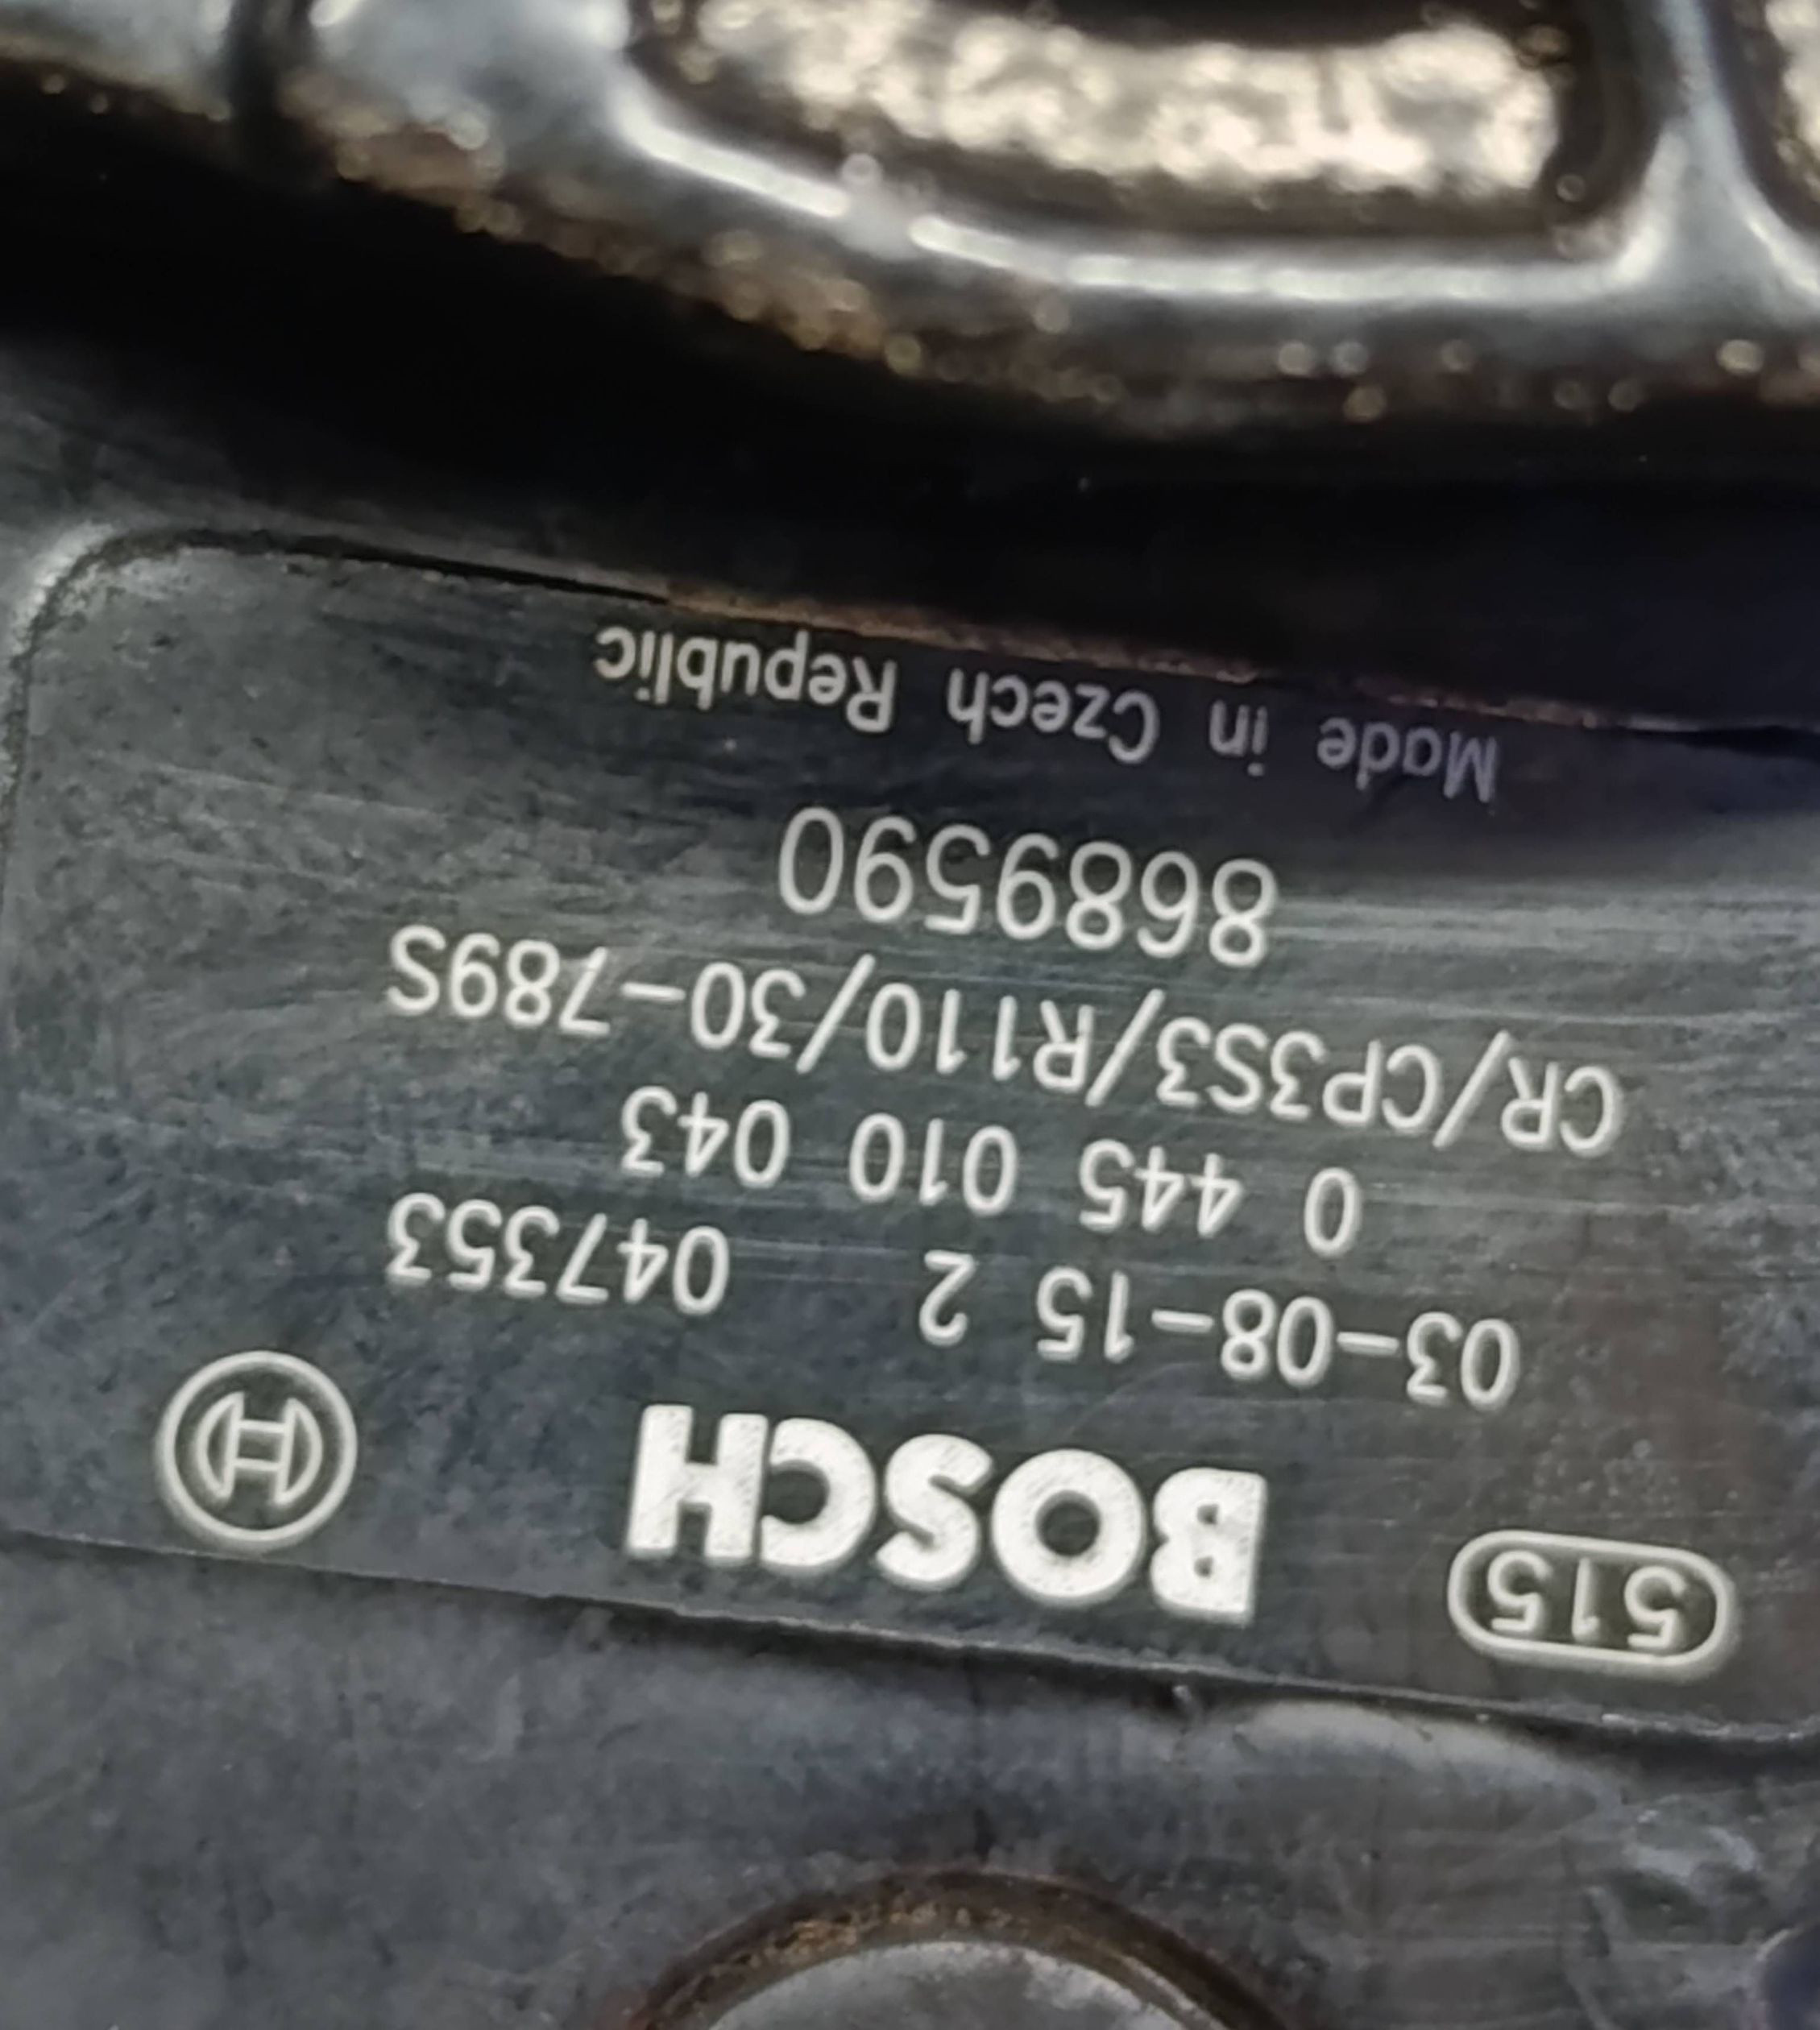 515 BOSCH
03-08-15 2 047353
0 445 010 043
CR/CP3S3/R110/30-789S
8689590
Made in Czech Republic